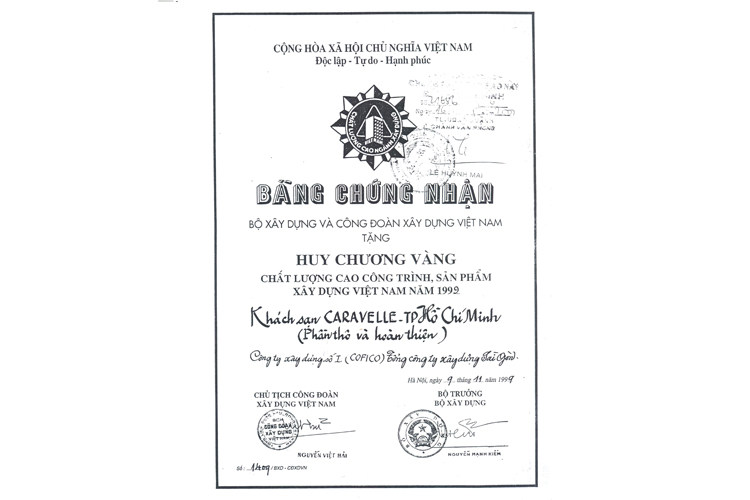 CỘNG HÒA XÃ HỘI CHỦ NGHĨA VIỆT NAM
Độc lập - Tự do - Hạnh phúc
CHẤT LƯỢNG CAO NGÀNH XÂY DỰNG
LÊ HUỲNH MAI
BẰNG CHỨNG NHẬN
BỘ XÂY DỰNG VÀ CÔNG ĐOÀN XÂY DỰNG VIỆT NAM
TẶNG
HUY CHƯƠNG VÀNG
CHẤT LƯỢNG CAO CÔNG TRÌNH, SẢN PHẨM
XÂY DỰNG VIỆT NAM NĂM 1999
Khách sạn CARAVELLE - TP Hồ Chí Minh
(Phần thô và hoàn thiện)
Công ty xây dựng số 1 (COFICO) Tổng công ty xây dựng Sài Gòn.
Hà Nội, ngày 9 tháng 11 năm 1999
CHỦ TỊCH CÔNG ĐOÀN
XÂY DỰNG VIỆT NAM
BỘ TRƯỞNG
BỘ XÂY DỰNG
CÔNG ĐOÀN
XÂY DỰNG
VIỆT NAM
NGUYỄN VIỆT HẢI
NGUYỄN MẠNH KIỂM
Số: 1409 / BXD - CĐXDVN